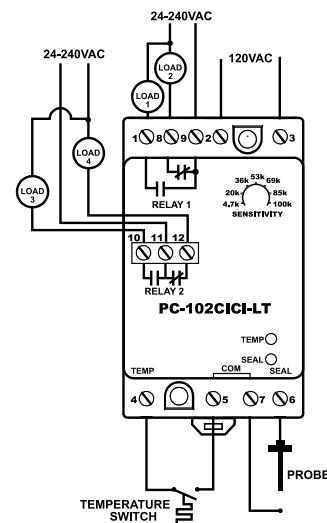 24-240VAC
24-240VAC
120VAC
LOAD
2
LOAD
1
LOAD
4
LOAD
3
1 8 9 2 3
RELAY 1
36k 53k 69k
20k 85k
4.7k 100k
SENSITIVITY
10 11 12
RELAY 2
PC-102CICI-LT
TEMP
SEAL
TEMP COM SEAL
4 5 7 6
PROBE
TEMPERATURE
SWITCH